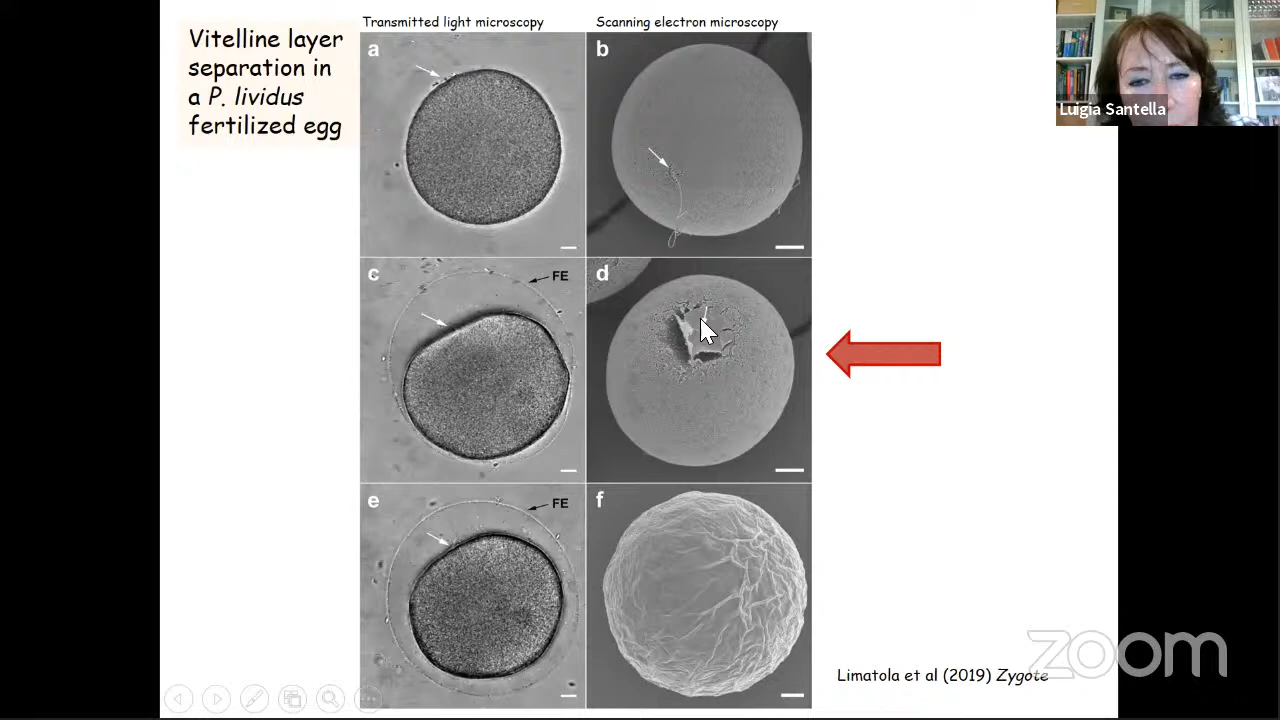 Vitelline layer
separation in
a P. lividus
fertilized egg
Transmitted light microscopy
Scanning electron microscopy
a
b
c
FE
d
e
FE
f
Luigia Santella
Limatola et al (2019) Zygote
zoom